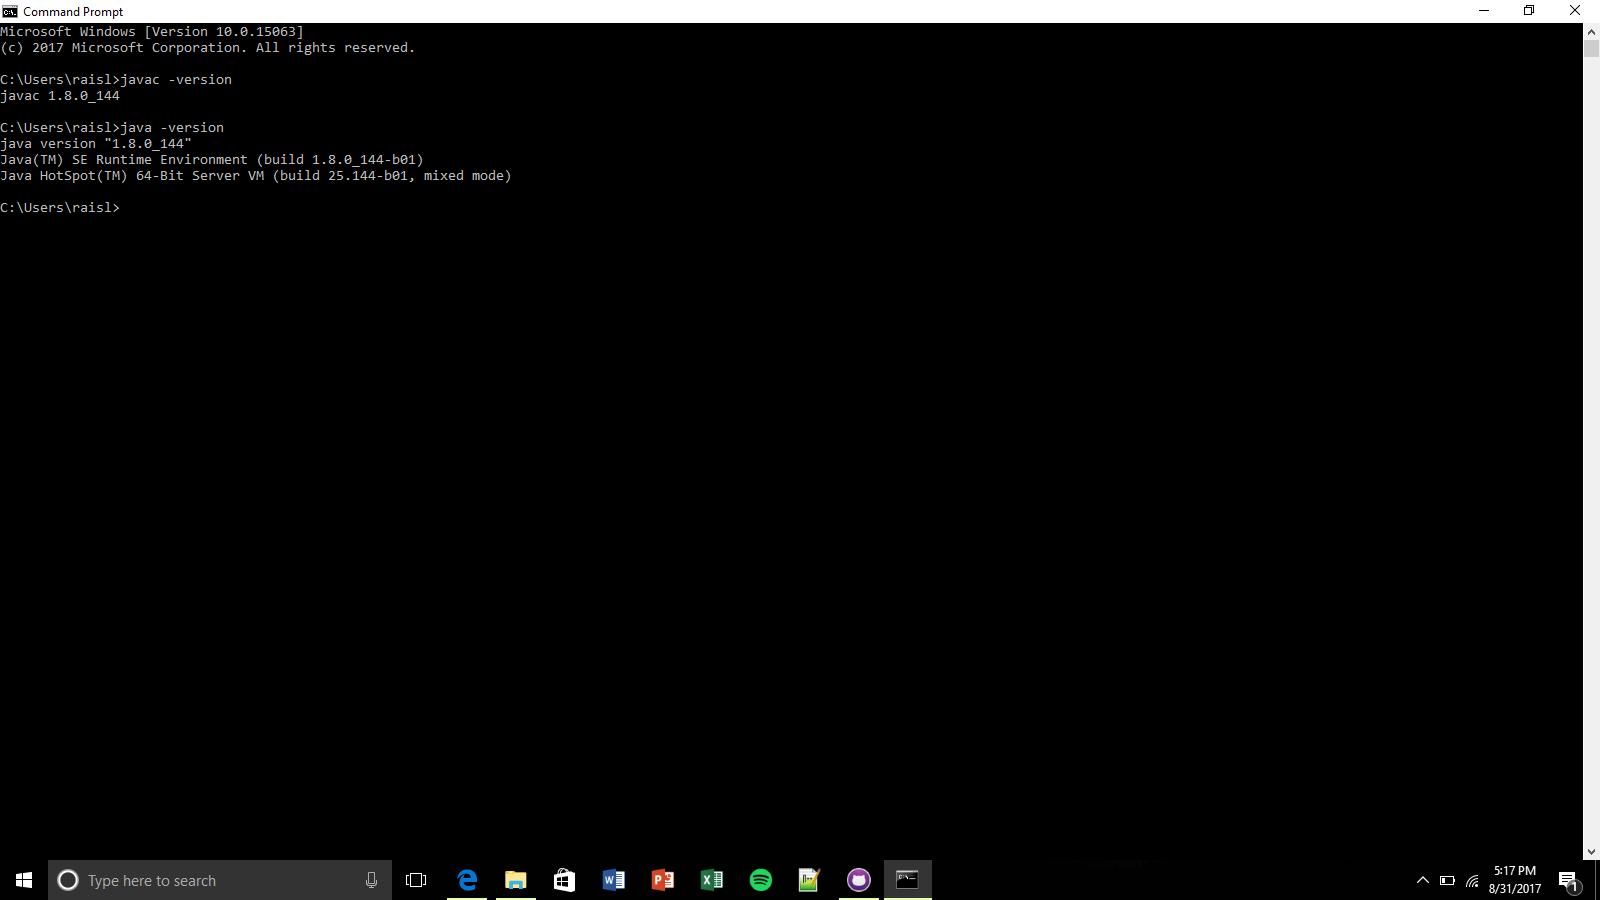 Command Prompt
Microsoft Windows [Version 10.0.15063]
(c) 2017 Microsoft Corporation. All rights reserved.
C:\Users\raisl>javac -version
javac 1.8.0_144
C:\Users\raisl>java -version
java version "1.8.0_144"
Java(TM) SE Runtime Environment (build 1.8.0_144-b01)
Java HotSpot(TM) 64-Bit Server VM (build 25.144-b01, mixed mode)
C:\Users\raisl>
Type here to search
5:17 PM
8/31/2017
1